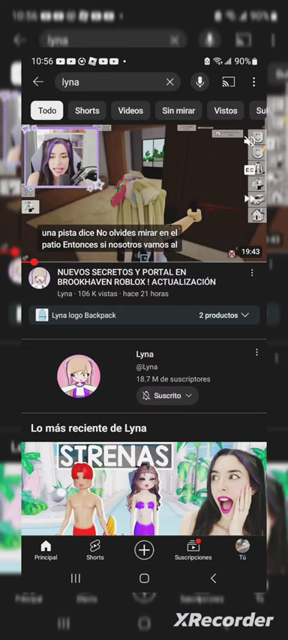 10:56
90%
lyna
Todo
Shorts
Videos
Sin mirar
Vistos
una pista dice No olvides mirar en el
patio Entonces si nosotros vamos al
19:43
NUEVOS SECRETOS Y PORTAL EN
BROOKHAVEN ROBLOX ! ACTUALIZACIÓN
Lyna · 106 K vistas · hace 21 horas
Lyna logo Backpack
2 productos
Lyna
@Lyna
18.7 M de suscriptores
Suscrito
Lo más reciente de Lyna
SIRENAS
Principal
Shorts
Suscripciones
Tú
XRecorder